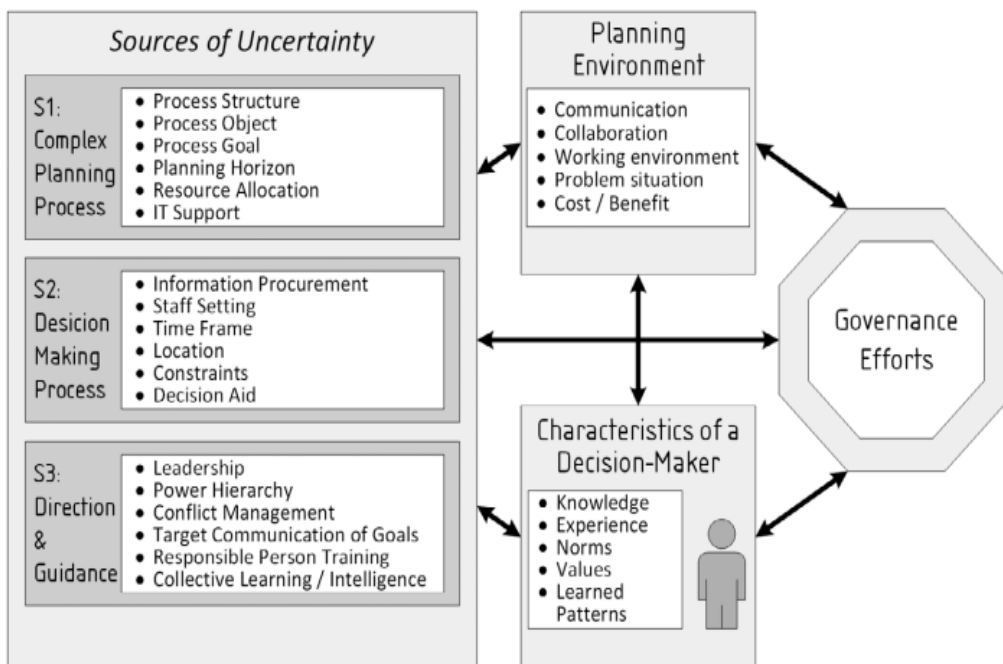 Sources of Uncertainty
S1:
Complex
Planning
Process
• Process Structure
• Process Object
• Process Goal
• Planning Horizon
• Resource Allocation
• IT Support
S2:
Desicion
Making
Process
• Information Procurement
• Staff Setting
• Time Frame
• Location
• Constraints
• Decision Aid
S3:
Direction
&
Guidance
• Leadership
• Power Hierarchy
• Conflict Management
• Target Communication of Goals
• Responsible Person Training
• Collective Learning / Intelligence
Planning
Environment
• Communication
• Collaboration
• Working environment
• Problem situation
• Cost / Benefit
Characteristics of a
Decision-Maker
• Knowledge
• Experience
• Norms
• Values
• Learned
Patterns
Governance
Efforts